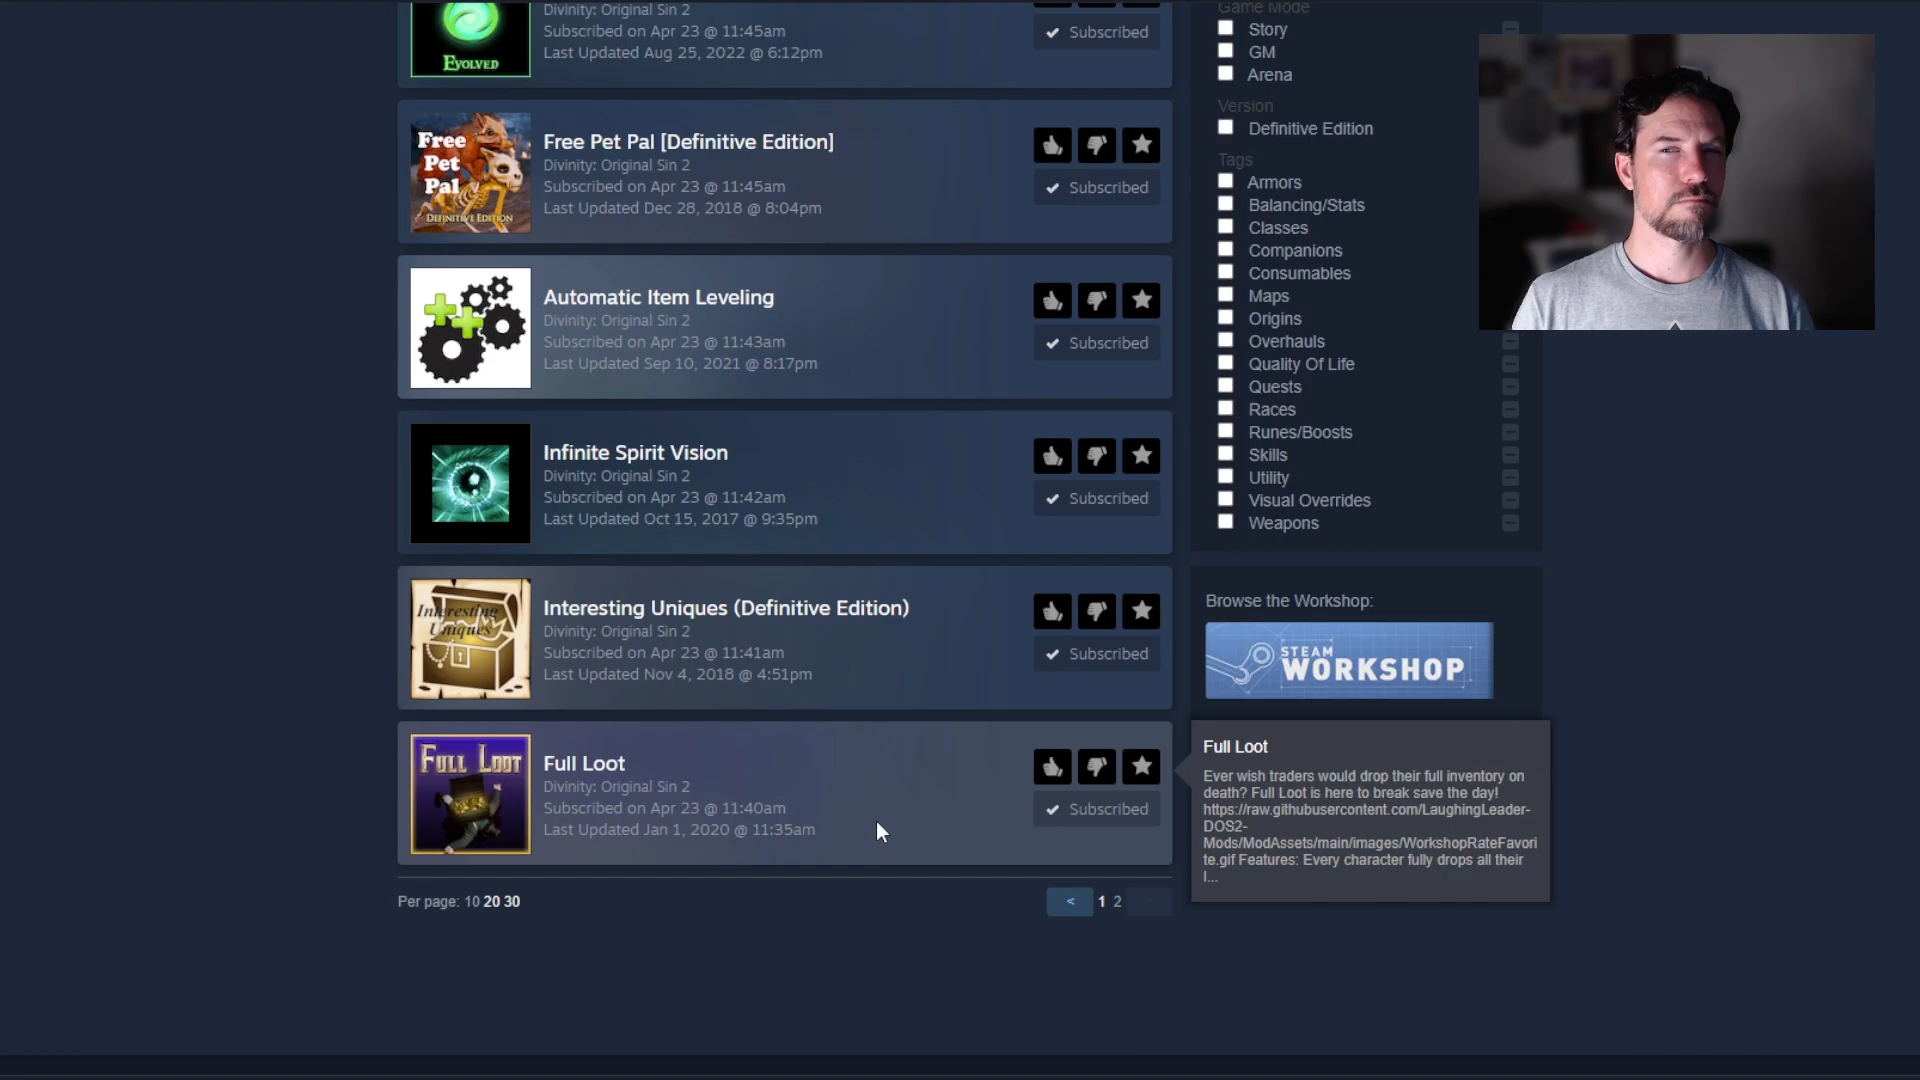 Divinity: Original Sin 2
Subscribed on Apr 23 @ 11:45am
Last Updated Aug 25, 2022 @ 6:12pm
Subscribed
EVOLVED
Free Pet Pal [Definitive Edition]
Divinity: Original Sin 2
Subscribed on Apr 23 @ 11:45am
Last Updated Dec 28, 2018 @ 8:04pm
Subscribed
Free
Pet
Pal
DEFINITIVE EDITION
Automatic Item Leveling
Divinity: Original Sin 2
Subscribed on Apr 23 @ 11:43am
Last Updated Sep 10, 2021 @ 8:17pm
Subscribed
Infinite Spirit Vision
Divinity: Original Sin 2
Subscribed on Apr 23 @ 11:42am
Last Updated Oct 15, 2017 @ 9:35pm
Subscribed
Interesting
Uniques
Interesting Uniques (Definitive Edition)
Divinity: Original Sin 2
Subscribed on Apr 23 @ 11:41am
Last Updated Nov 4, 2018 @ 4:51pm
Subscribed
FULL LOOT
Full Loot
Divinity: Original Sin 2
Subscribed on Apr 23 @ 11:40am
Last Updated Jan 1, 2020 @ 11:35am
Subscribed
Per page: 10 20 30
< 1 2 >
Game Mode
Story
GM
Arena
Version
Definitive Edition
Tags
Armors
Balancing/Stats
Classes
Companions
Consumables
Maps
Origins
Overhauls
Quality Of Life
Quests
Races
Runes/Boosts
Skills
Utility
Visual Overrides
Weapons
Browse the Workshop:
STEAM
WORKSHOP
Full Loot
Ever wish traders would drop their full inventory on
death? Full Loot is here to break save the day!
https://raw.githubusercontent.com/LaughingLeader-
DOS2-
Mods/ModAssets/main/images/WorkshopRateFavori
te.gif Features: Every character fully drops all their
l...